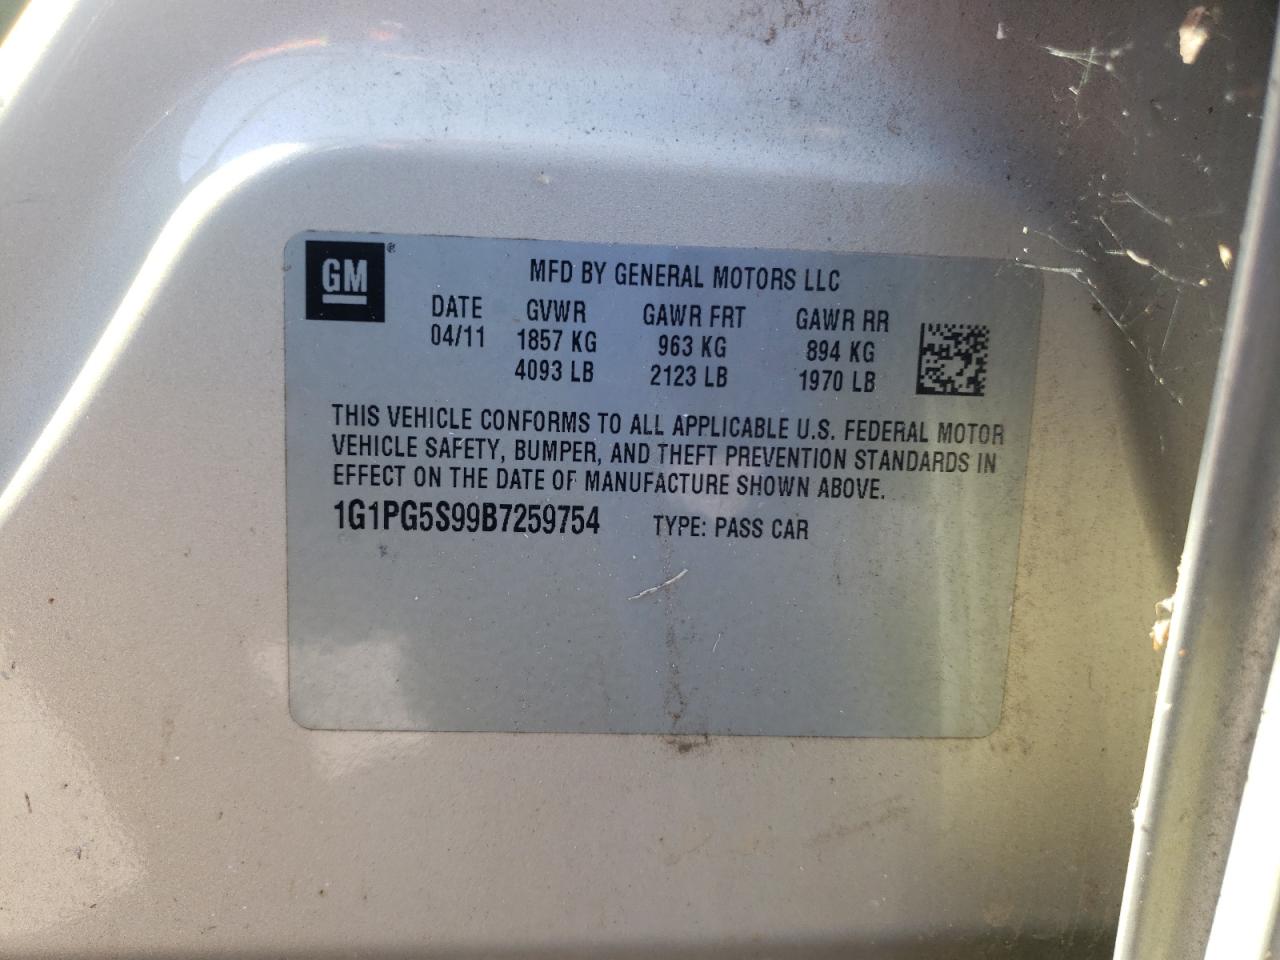 GM®
MFD BY GENERAL MOTORS LLC
DATE GVWR GAWR FRT GAWR RR
04/11 1857 KG 963 KG 894 KG
4093 LB 2123 LB 1970 LB
THIS VEHICLE CONFORMS TO ALL APPLICABLE U.S. FEDERAL MOTOR
VEHICLE SAFETY, BUMPER, AND THEFT PREVENTION STANDARDS IN
EFFECT ON THE DATE OF MANUFACTURE SHOWN ABOVE.
1G1PG5S99B7259754 TYPE: PASS CAR